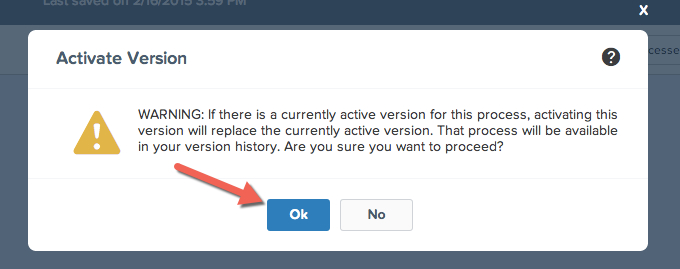 Last saved on 2/16/2015 3:59 PM
x
Activate Version
?
cesse
WARNING: If there is a currently active version for this process, activating this
version will replace the currently active version. That process will be available
in your version history. Are you sure you want to proceed?
Ok
No